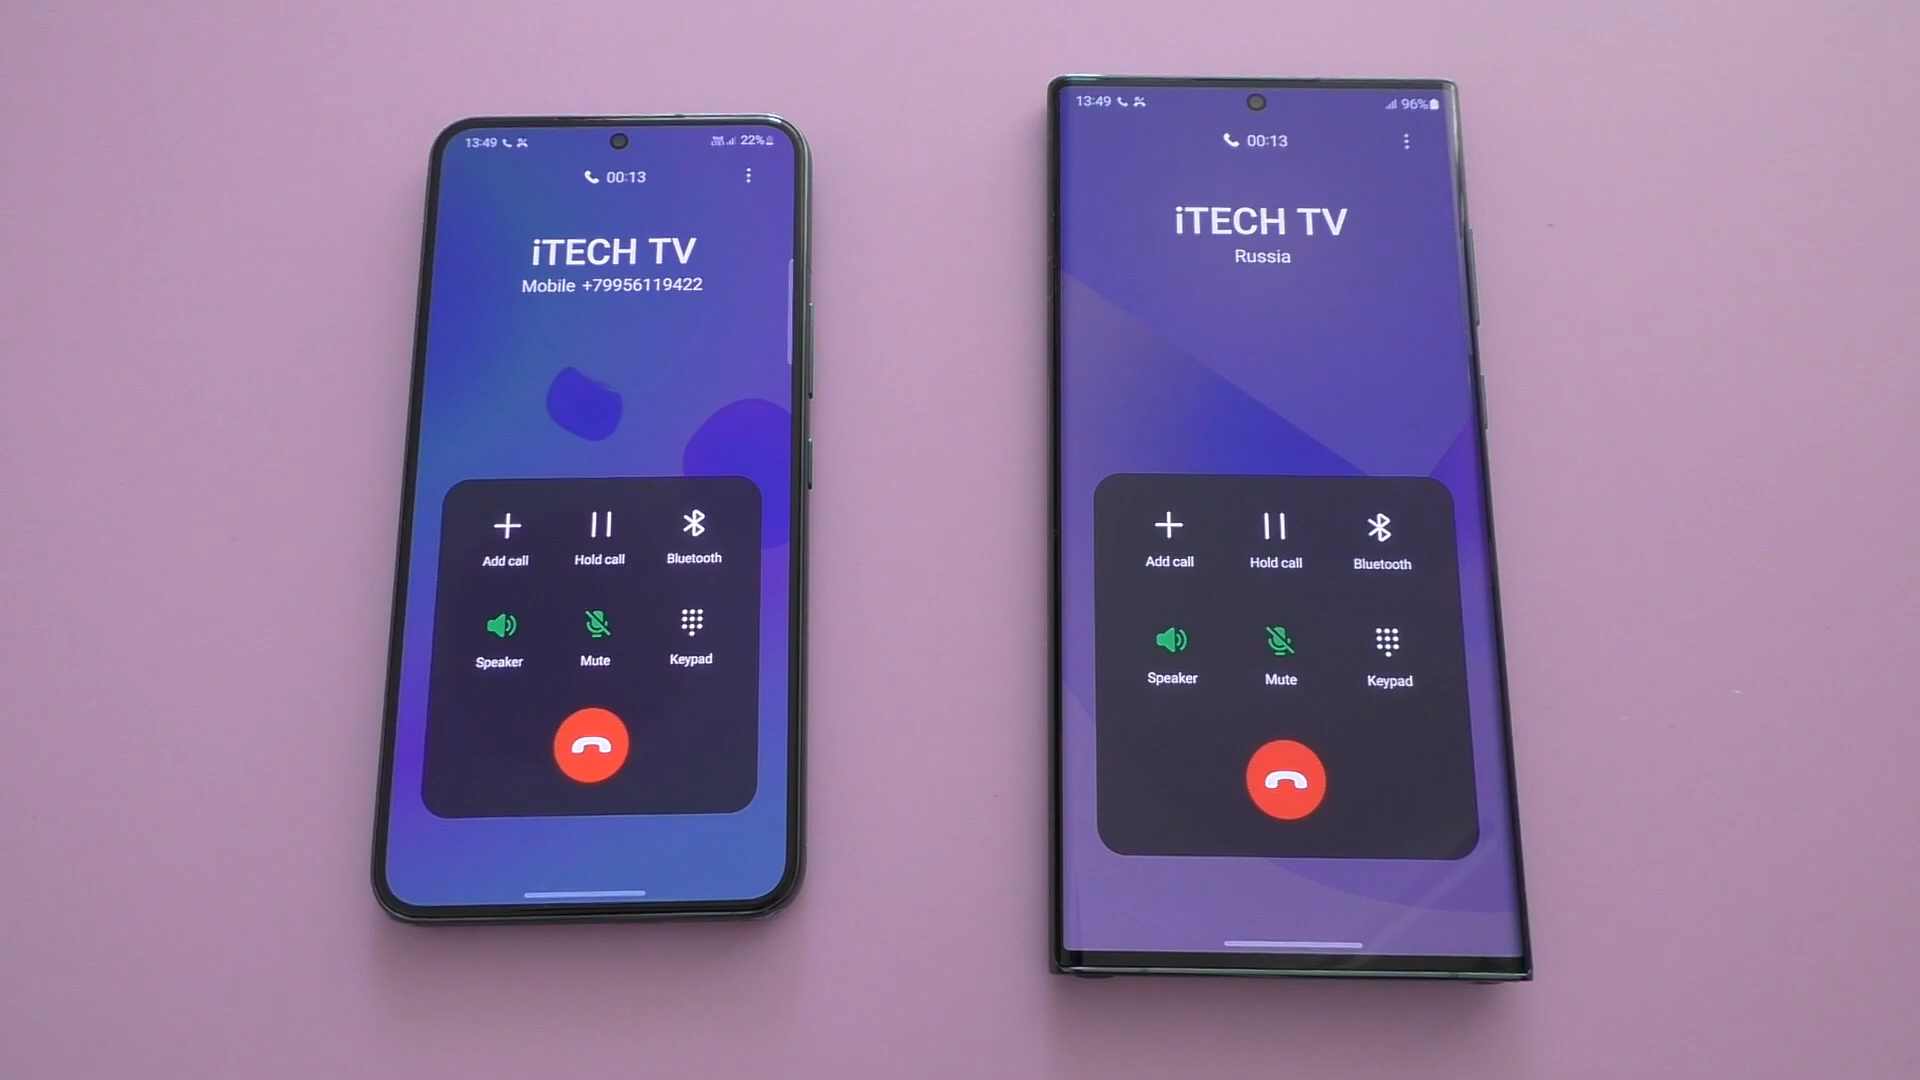 13:49
22%
00:13
iTECH TV
Mobile +79956119422
Add call
Hold call
Bluetooth
Speaker
Mute
Keypad
13:49
96%
00:13
iTECH TV
Russia
Add call
Hold call
Bluetooth
Speaker
Mute
Keypad